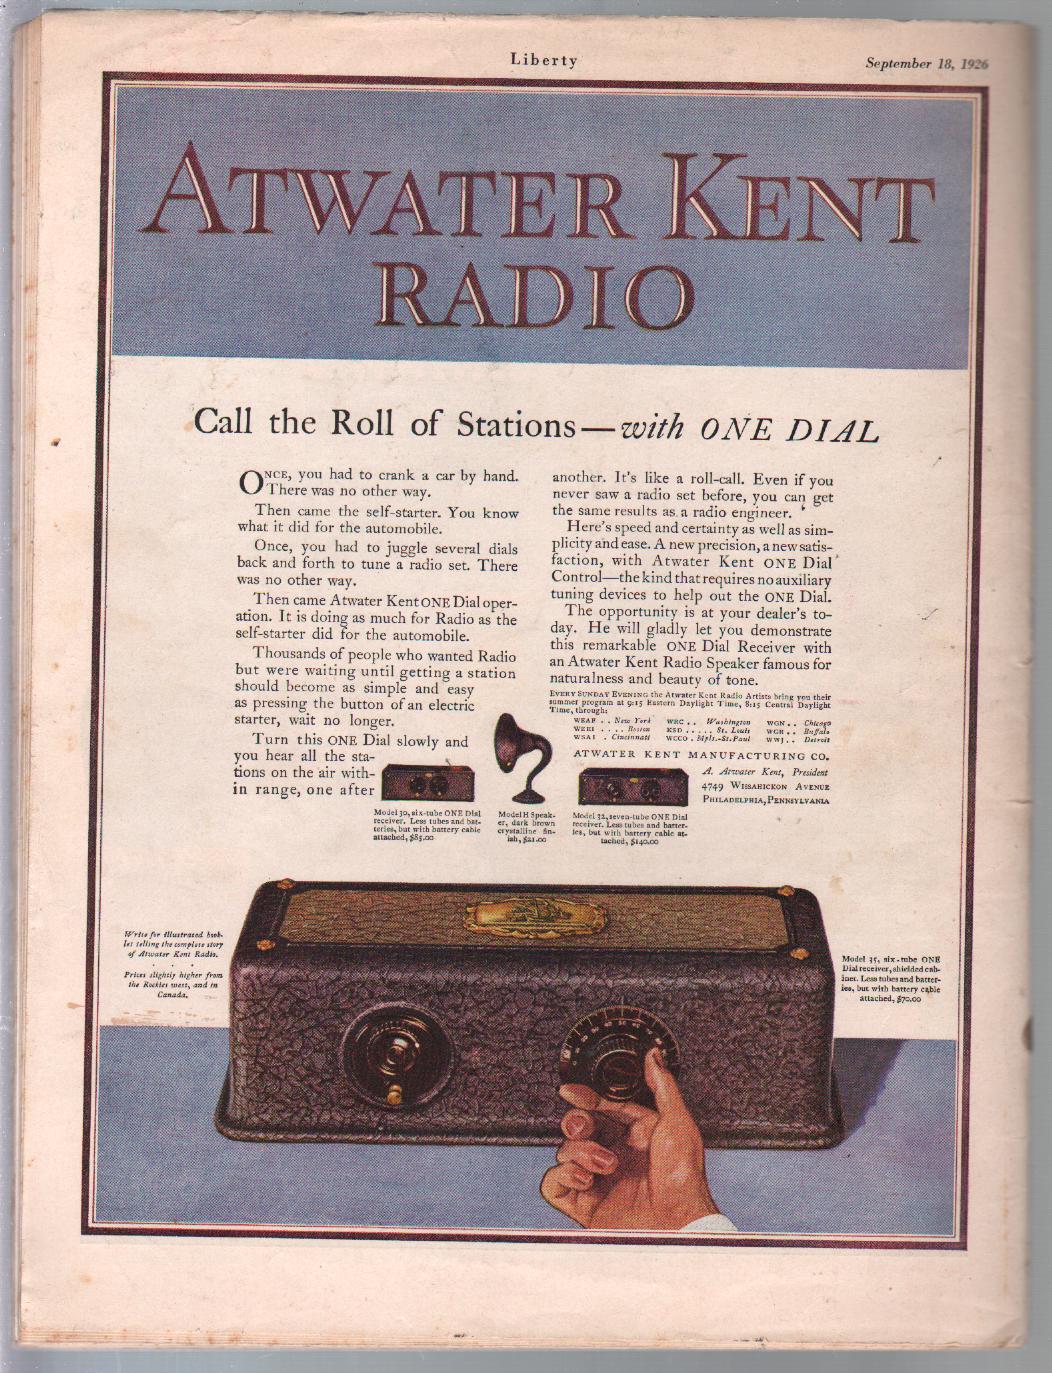 Liberty
September 18, 1926
ATWATER KENT
RADIO
Call the Roll of Stations—with ONE DIAL
ONCE, you had to crank a car by hand.
There was no other way.
Then came the self-starter. You know
what it did for the automobile.
Once, you had to juggle several dials
back and forth to tune a radio set. There
was no other way.
Then came Atwater Kent ONE Dial oper-
ation. It is doing as much for Radio as the
self-starter did for the automobile.
Thousands of people who wanted Radio
but were waiting until getting a station
should become as simple and easy
as pressing the button of an electric
starter, wait no longer.
Turn this ONE Dial slowly and
you hear all the sta-
tions on the air with-
in range, one after
another. It's like a roll-call. Even if you
never saw a radio set before, you can get
the same results as a radio engineer.
Here's speed and certainty as well as sim-
plicity and ease. A new precision, a new satis-
faction, with Atwater Kent ONE Dial
Control—the kind that requires no auxiliary
tuning devices to help out the ONE Dial.
The opportunity is at your dealer's to-
day. He will gladly let you demonstrate
this remarkable ONE Dial Receiver with
an Atwater Kent Radio Speaker famous for
naturalness and beauty of tone.
EVERY SUNDAY EVENING the Atwater Kent Radio Artists bring you their
summer program at 9:15 Eastern Daylight Time, 8:15 Central Daylight
Time, through:
WEAF . . New York WRC . . Washington WGN . . Chicago
WEEI . . . . Boston KSD . . . . . St. Louis WGR . . Buffalo
WSAI . Cincinnati WCCO . Mpls.-St. Paul WWJ . . Detroit
ATWATER KENT MANUFACTURING CO.
A. Atwater Kent, President
4749 WISSAHICKON AVENUE
PHILADELPHIA, PENNSYLVANIA
Model 30, six-tube ONE Dial
receiver. Less tubes and bat-
teries, but with battery cable
attached, $85.00
Model H Speak-
er, dark brown
crystalline fin-
ish, $21.00
Model 32, seven-tube ONE Dial
receiver. Less tubes and batter-
ies, but with battery cable at-
tached, $140.00
Write for illustrated book-
let telling the complete story
of Atwater Kent Radio.
Prices slightly higher from
the Rockies west, and in
Canada.
Model 35, six-tube ONE
Dial receiver, shielded cab-
inet. Less tubes and batter-
ies, but with battery cable
attached, $70.00